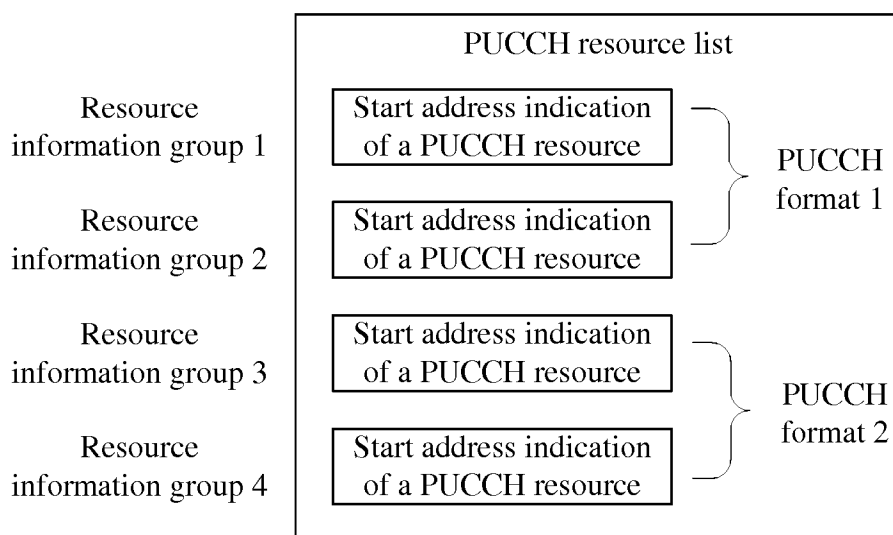 PUCCH resource list
Resource
information group 1
Start address indication
of a PUCCH resource
PUCCH
format 1
Resource
information group 2
Start address indication
of a PUCCH resource
Resource
information group 3
Start address indication
of a PUCCH resource
PUCCH
format 2
Resource
information group 4
Start address indication
of a PUCCH resource